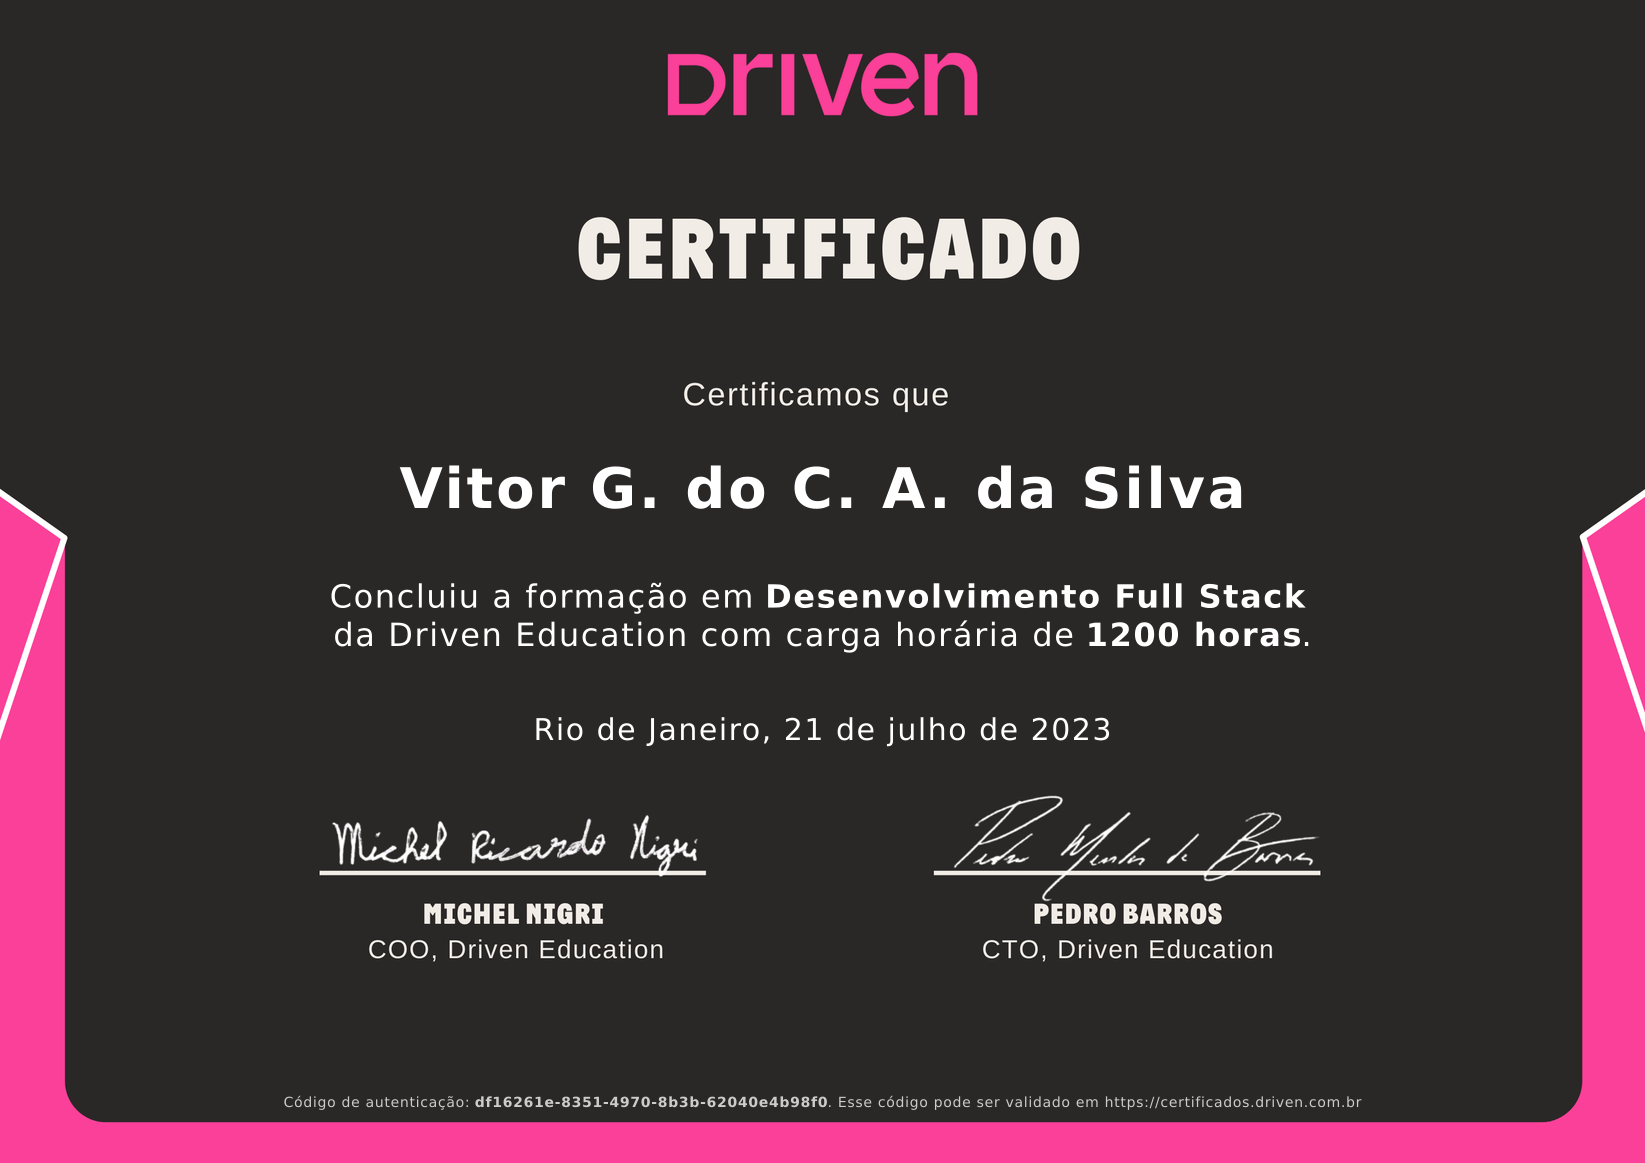 Driven
CERTIFICADO
Certificamos que
Vitor G. do C. A. da Silva
Concluiu a formação em Desenvolvimento Full Stack
da Driven Education com carga horária de 1200 horas.
Rio de Janeiro, 21 de julho de 2023
Michel Ricardo Nigri
Pedro Mendes de Barros
MICHEL NIGRI
PEDRO BARROS
COO, Driven Education
CTO, Driven Education
Código de autenticação: df16261e-8351-4970-8b3b-62040e4b98f0. Esse código pode ser validado em https://certificados.driven.com.br